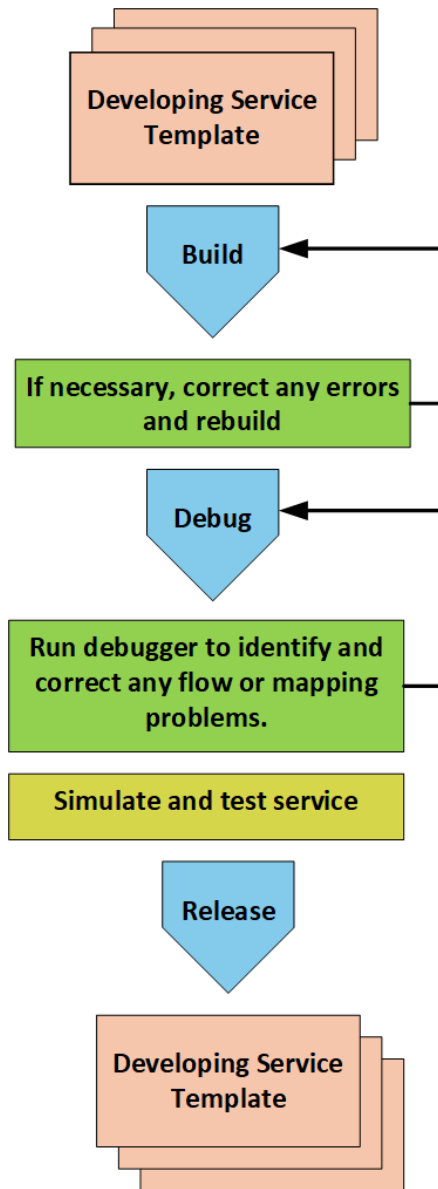 Developing Service
Template
Build
If necessary, correct any errors
and rebuild
Debug
Run debugger to identify and
correct any flow or mapping
problems.
Simulate and test service
Release
Developing Service
Template